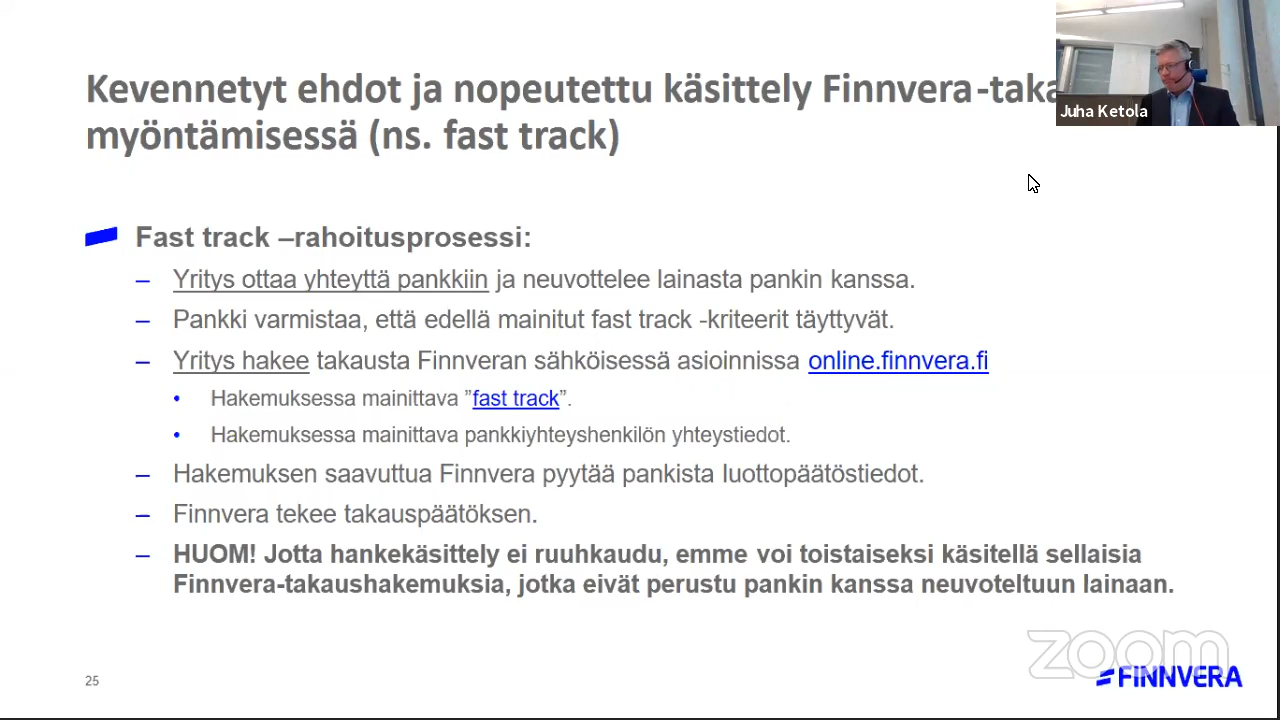 Kevennetyt ehdot ja nopeutettu käsittely Finnvera-taka
myöntämisessä (ns. fast track)
Juha Ketola
Fast track –rahoitusprosessi:
– Yritys ottaa yhteyttä pankkiin ja neuvottelee lainasta pankin kanssa.
– Pankki varmistaa, että edellä mainitut fast track -kriteerit täyttyvät.
– Yritys hakee takausta Finnveran sähköisessä asioinnissa online.finnvera.fi
• Hakemuksessa mainittava ”fast track”.
• Hakemuksessa mainittava pankkiyhteyshenkilön yhteystiedot.
– Hakemuksen saavuttua Finnvera pyytää pankista luottopäätöstiedot.
– Finnvera tekee takauspäätöksen.
– HUOM! Jotta hankekäsittely ei ruuhkaudu, emme voi toistaiseksi käsitellä sellaisia
Finnvera-takaushakemuksia, jotka eivät perustu pankin kanssa neuvoteltuun lainaan.
zoom
25
FINNVERA